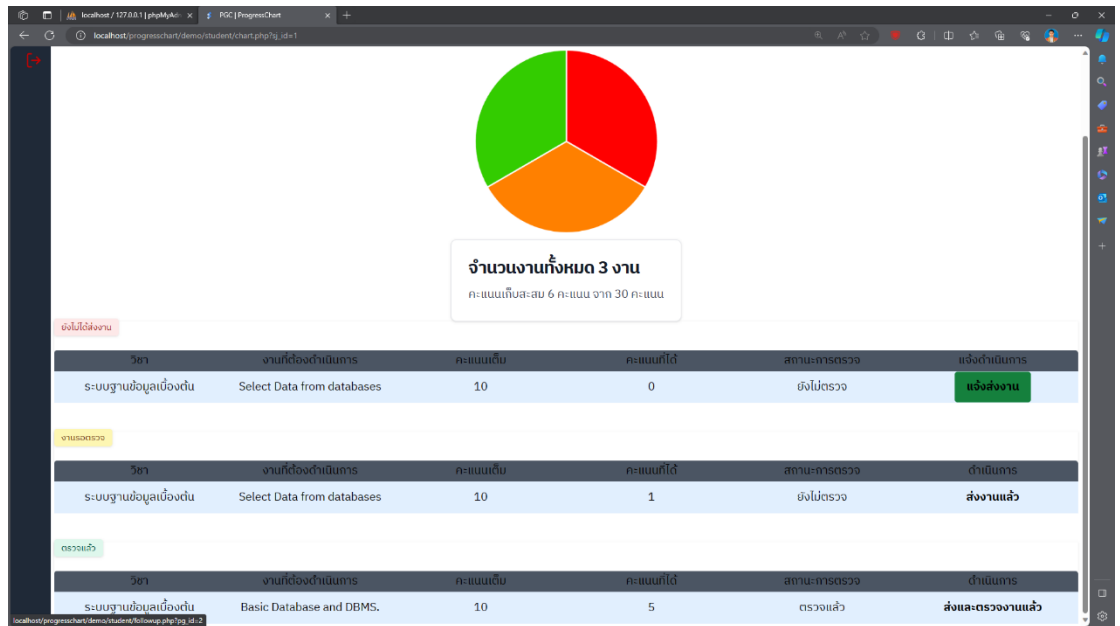 localhost / 127.0.0.1 | phpMyAdm
PGC | ProgressChart
localhost/progresschart/demo/student/chart.php?sj_id=1
จำนวนงานทั้งหมด 3 งาน
คะแนนเก็บสะสม 6 คะแนน จาก 30 คะแนน
ยังไม่ได้ส่งงาน
วิชา งานที่ต้องดำเนินการ คะแนนเต็ม คะแนนที่ได้ สถานะการตรวจ แจ้งดำเนินการ
ระบบฐานข้อมูลเบื้องต้น Select Data from databases 10 0 ยังไม่ตรวจ แจ้งส่งงาน
งานรอตรวจ
วิชา งานที่ต้องดำเนินการ คะแนนเต็ม คะแนนที่ได้ สถานะการตรวจ ดำเนินการ
ระบบฐานข้อมูลเบื้องต้น Select Data from databases 10 1 ยังไม่ตรวจ ส่งงานแล้ว
ตรวจแล้ว
วิชา งานที่ต้องดำเนินการ คะแนนเต็ม คะแนนที่ได้ สถานะการตรวจ ดำเนินการ
ระบบฐานข้อมูลเบื้องต้น Basic Database and DBMS. 10 5 ตรวจแล้ว ส่งและตรวจงานแล้ว
localhost/progresschart/demo/student/followup.php?pg_id=2